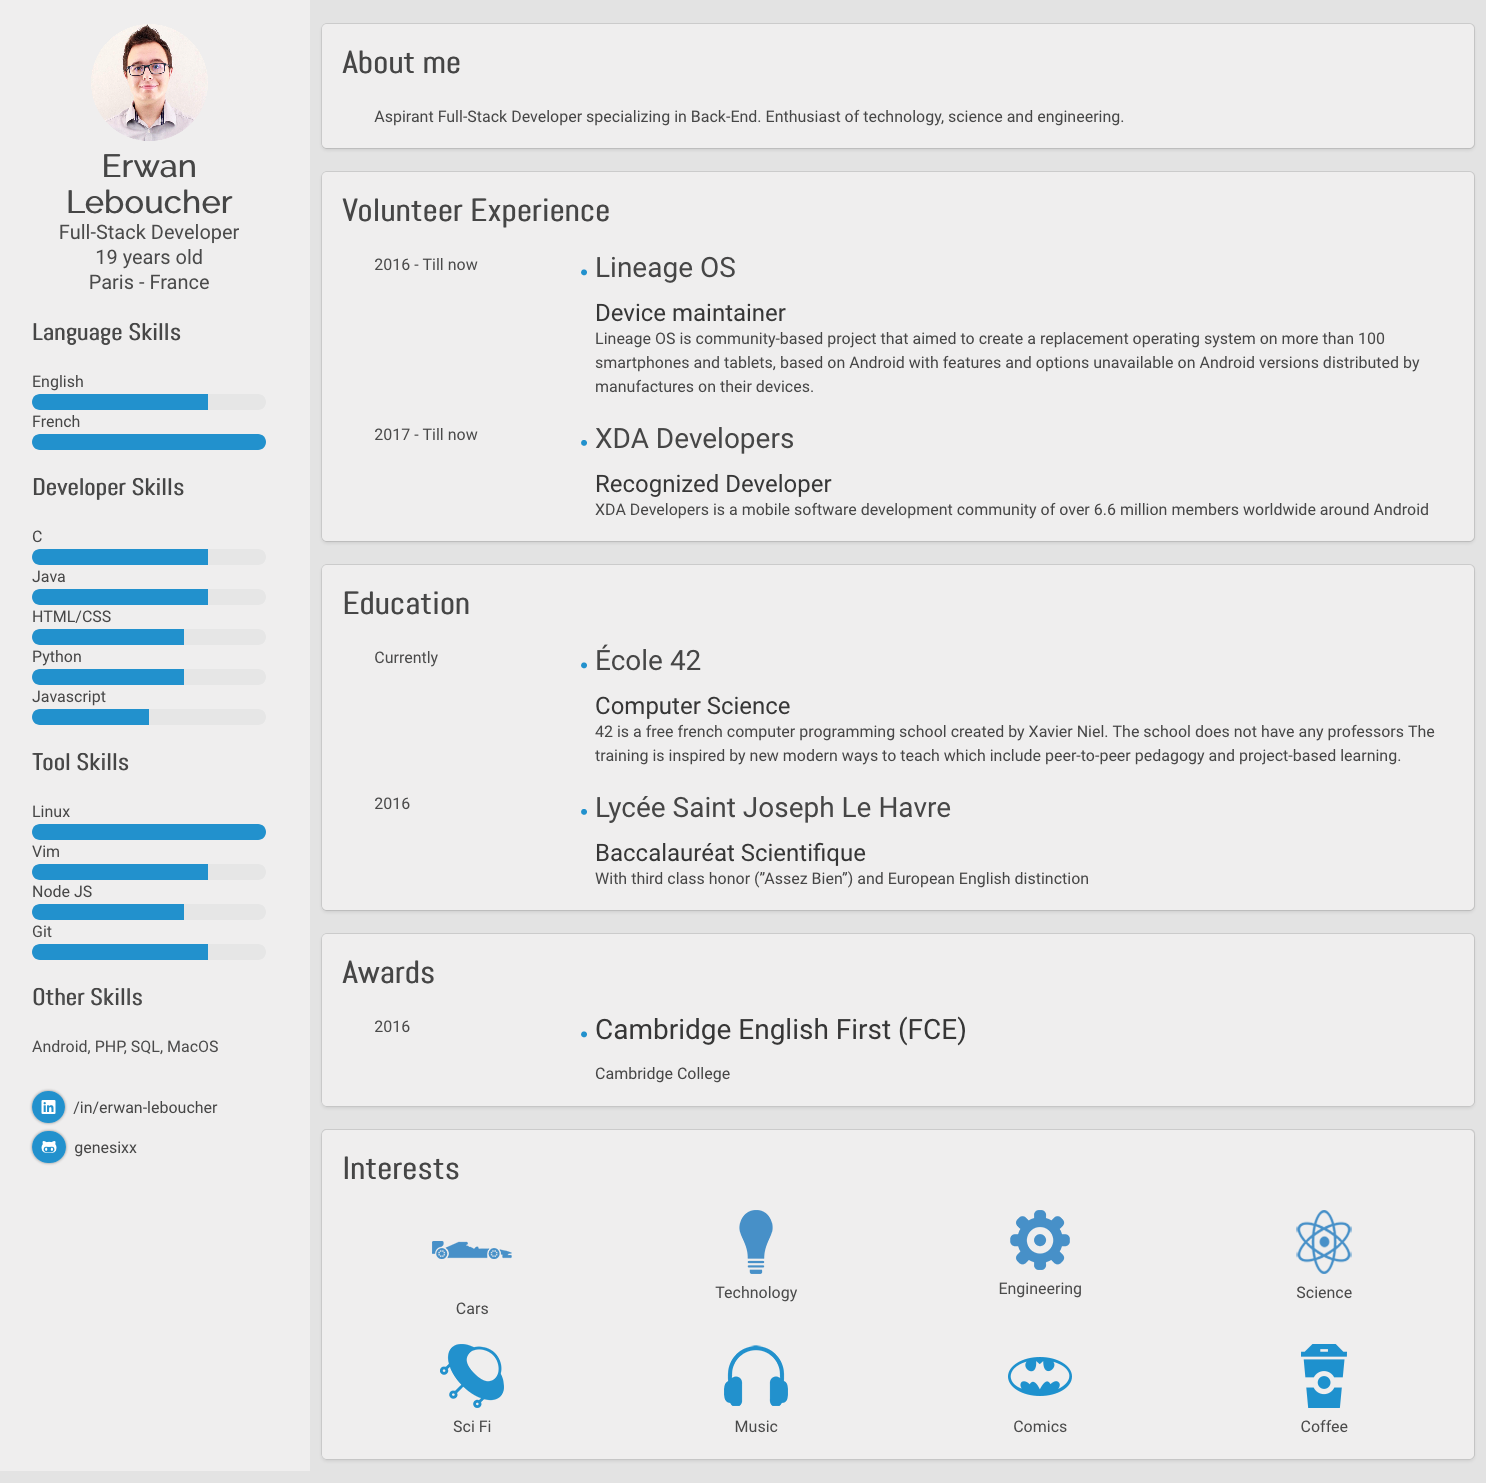 Erwan
Leboucher
Full-Stack Developer
19 years old
Paris - France
Language Skills
English
French
Developer Skills
C
Java
HTML/CSS
Python
Javascript
Tool Skills
Linux
Vim
Node JS
Git
Other Skills
Android, PHP, SQL, MacOS
/in/erwan-leboucher
genesixx
About me
Aspirant Full-Stack Developer specializing in Back-End. Enthusiast of technology, science and engineering.
Volunteer Experience
2016 - Till now
Lineage OS
Device maintainer
Lineage OS is community-based project that aimed to create a replacement operating system on more than 100
smartphones and tablets, based on Android with features and options unavailable on Android versions distributed by
manufactures on their devices.
2017 - Till now
XDA Developers
Recognized Developer
XDA Developers is a mobile software development community of over 6.6 million members worldwide around Android
Education
Currently
École 42
Computer Science
42 is a free french computer programming school created by Xavier Niel. The school does not have any professors The
training is inspired by new modern ways to teach which include peer-to-peer pedagogy and project-based learning.
2016
Lycée Saint Joseph Le Havre
Baccalauréat Scientifique
With third class honor (“Assez Bien”) and European English distinction
Awards
2016
Cambridge English First (FCE)
Cambridge College
Interests
Cars
Technology
Engineering
Science
Sci Fi
Music
Comics
Coffee